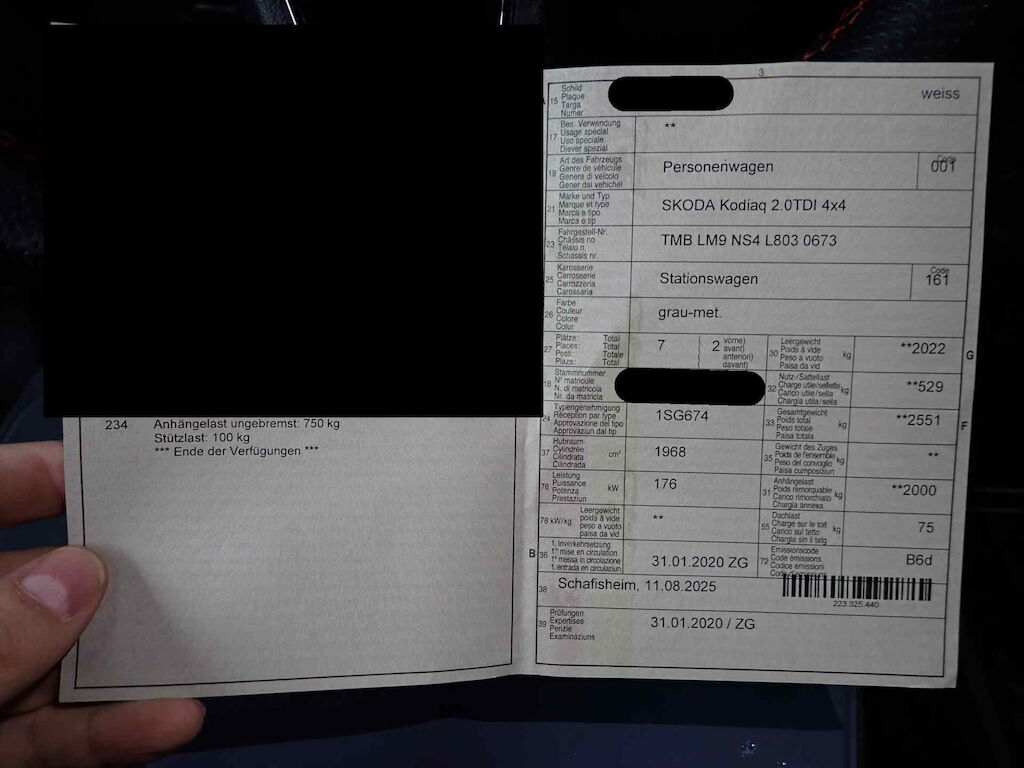 234 Anhängelast ungebremst: 750 kg
Stützlast: 100 kg
*** Ende der Verfügungen ***
3
A 15 Schild
Plaque
Targa
Numer
weiss
17 Bes. Verwendung
Usage spécial
Uso speciale
Diever spezial
**
19 Art des Fahrzeugs
Genre de véhicule
Genere di veicolo
Gener dal vehichel
Personenwagen
Code
001
21 Marke und Typ
Marque et type
Marca e tipo
Marca e tip
SKODA Kodiaq 2.0TDI 4x4
23 Fahrgestell-Nr.
Châssis no
Telaio n.
Schassis nr.
TMB LM9 NS4 L803 0673
25 Karosserie
Carrosserie
Carrozzeria
Carossaria
Stationswagen
Code
161
26 Farbe
Couleur
Colore
Colur
grau-met.
27 Plätze: Total
Places: Total
Posti: Totale
Plazs: Total
7
( 2 vorne)
avant)
anteriori)
davant)
30 Leergewicht
Poids à vide
Peso a vuoto
Paisa da vid
kg
**2022
G
18 Stammnummer
N° matricule
N. di matricola
Nr. da matricla
32 Nutz-/Sattellast
Charge utile/sellette
Carico utile/sella
Chargia utila/sella
kg
**529
24 Typengenehmigung
Réception par type
Approvazione del tipo
Approvaziun dal tip
1SG674
33 Gesamtgewicht
Poids total
Peso totale
Paisa totala
kg
**2551
F
37 Hubraum
Cylindrée
Cilindrata
Cilindrada
cm³
1968
35 Gewicht des Zuges
Poids de l'ensemble
Peso del convoglio
Paisa cumposiziun
kg
**
76 Leistung
Puissance
Potenza
Prestaziun
kW
176
31 Anhängelast
Poids remorquable
Carico rimorchiato
Chargia annexa
kg
**2000
78 kW/kg Leergewicht
poids à vide
peso a vuoto
paisa da vid
**
55 Dachlast
Charge sur le toit
Carico sul tetto
Chargia sin il tetg
kg
75
B 36 1. Inverkehrsetzung
1re mise en circulation
1a messa in circolazione
1. entrada en circulaziun
31.01.2020 ZG
72 Emissionscode
Code émissions
Codice emissioni
B6d
38 Schafisheim, 11.08.2025
223.325.440
39 Prüfungen
Expertises
Perizie
Examinaziuns
31.01.2020 / ZG